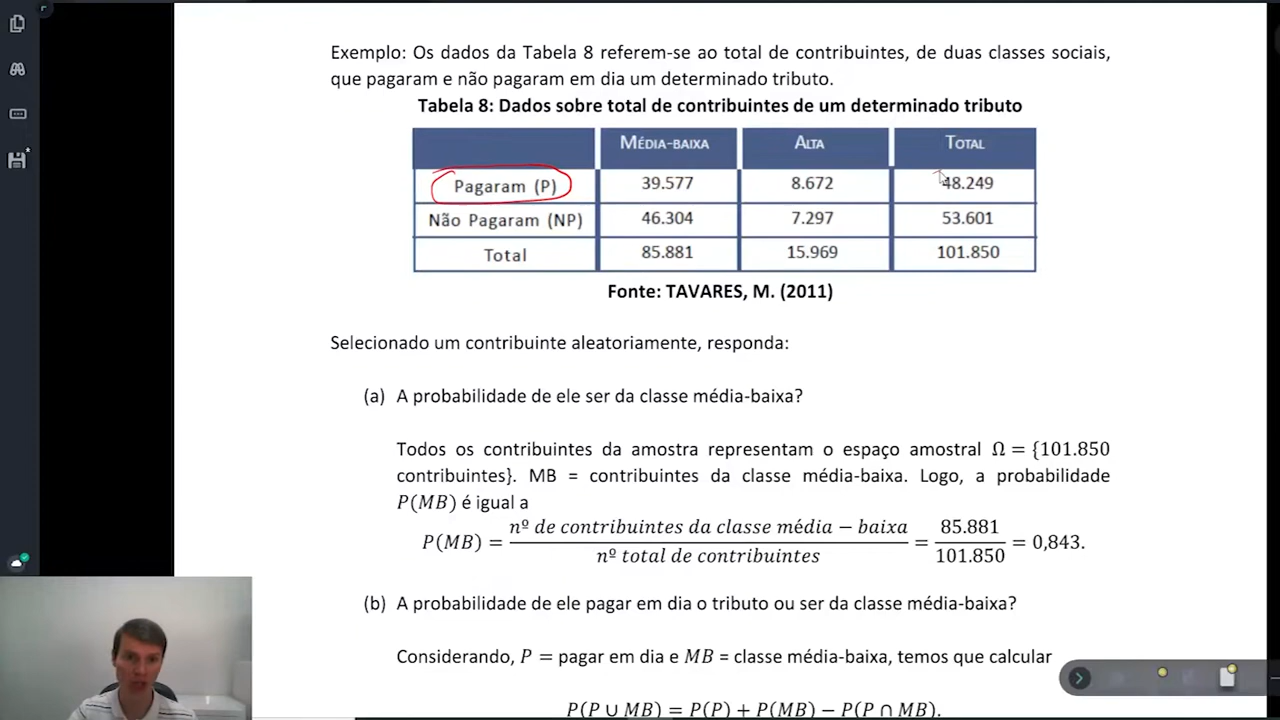 Exemplo: Os dados da Tabela 8 referem-se ao total de contribuintes, de duas classes sociais,
que pagaram e não pagaram em dia um determinado tributo.
Tabela 8: Dados sobre total de contribuintes de um determinado tributo
MÉDIA-BAIXA ALTA TOTAL
Pagaram (P) 39.577 8.672 48.249
Não Pagaram (NP) 46.304 7.297 53.601
Total 85.881 15.969 101.850
Fonte: TAVARES, M. (2011)
Selecionado um contribuinte aleatoriamente, responda:
(a) A probabilidade de ele ser da classe média-baixa?
Todos os contribuintes da amostra representam o espaço amostral Ω = {101.850
contribuintes}. MB = contribuintes da classe média-baixa. Logo, a probabilidade
P(MB) é igual a
P(MB) = nº de contribuintes da classe média − baixa / nº total de contribuintes = 85.881 / 101.850 = 0,843.
(b) A probabilidade de ele pagar em dia o tributo ou ser da classe média-baixa?
Considerando, P = pagar em dia e MB = classe média-baixa, temos que calcular
P(P ∪ MB) = P(P) + P(MB) − P(P ∩ MB).